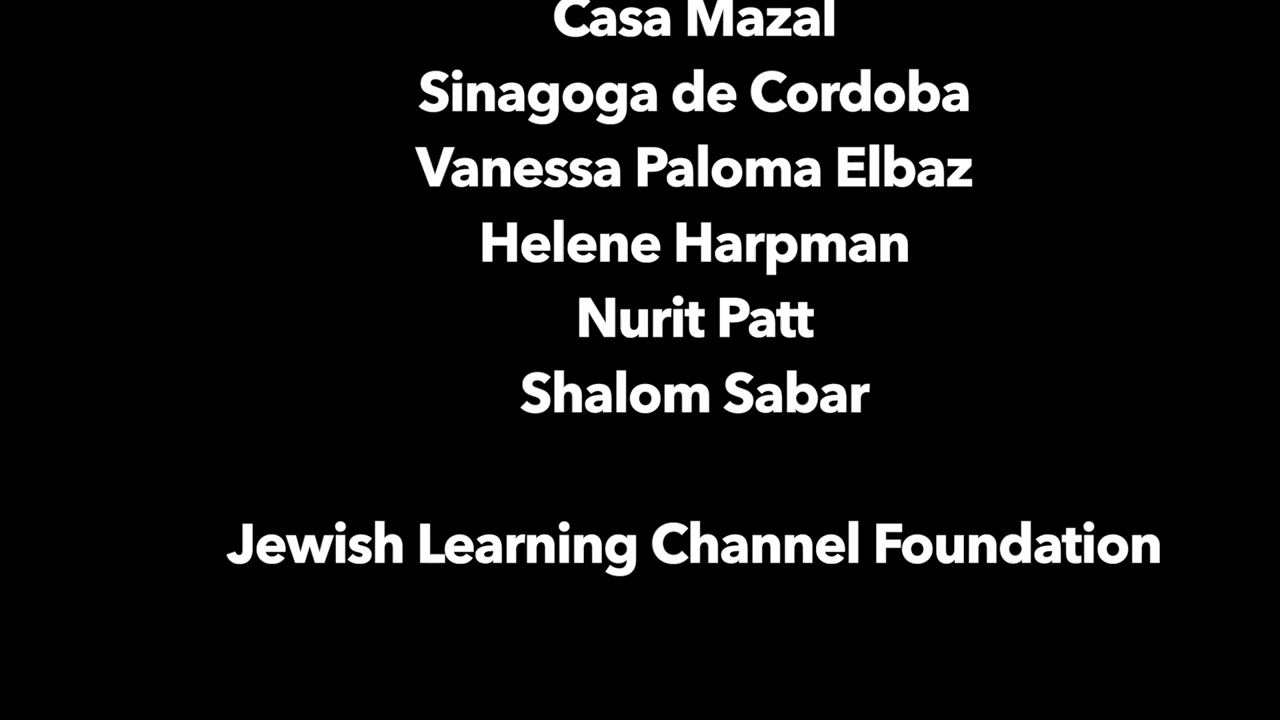 Casa Mazal
Sinagoga de Cordoba
Vanessa Paloma Elbaz
Helene Harpman
Nurit Patt
Shalom Sabar
Jewish Learning Channel Foundation